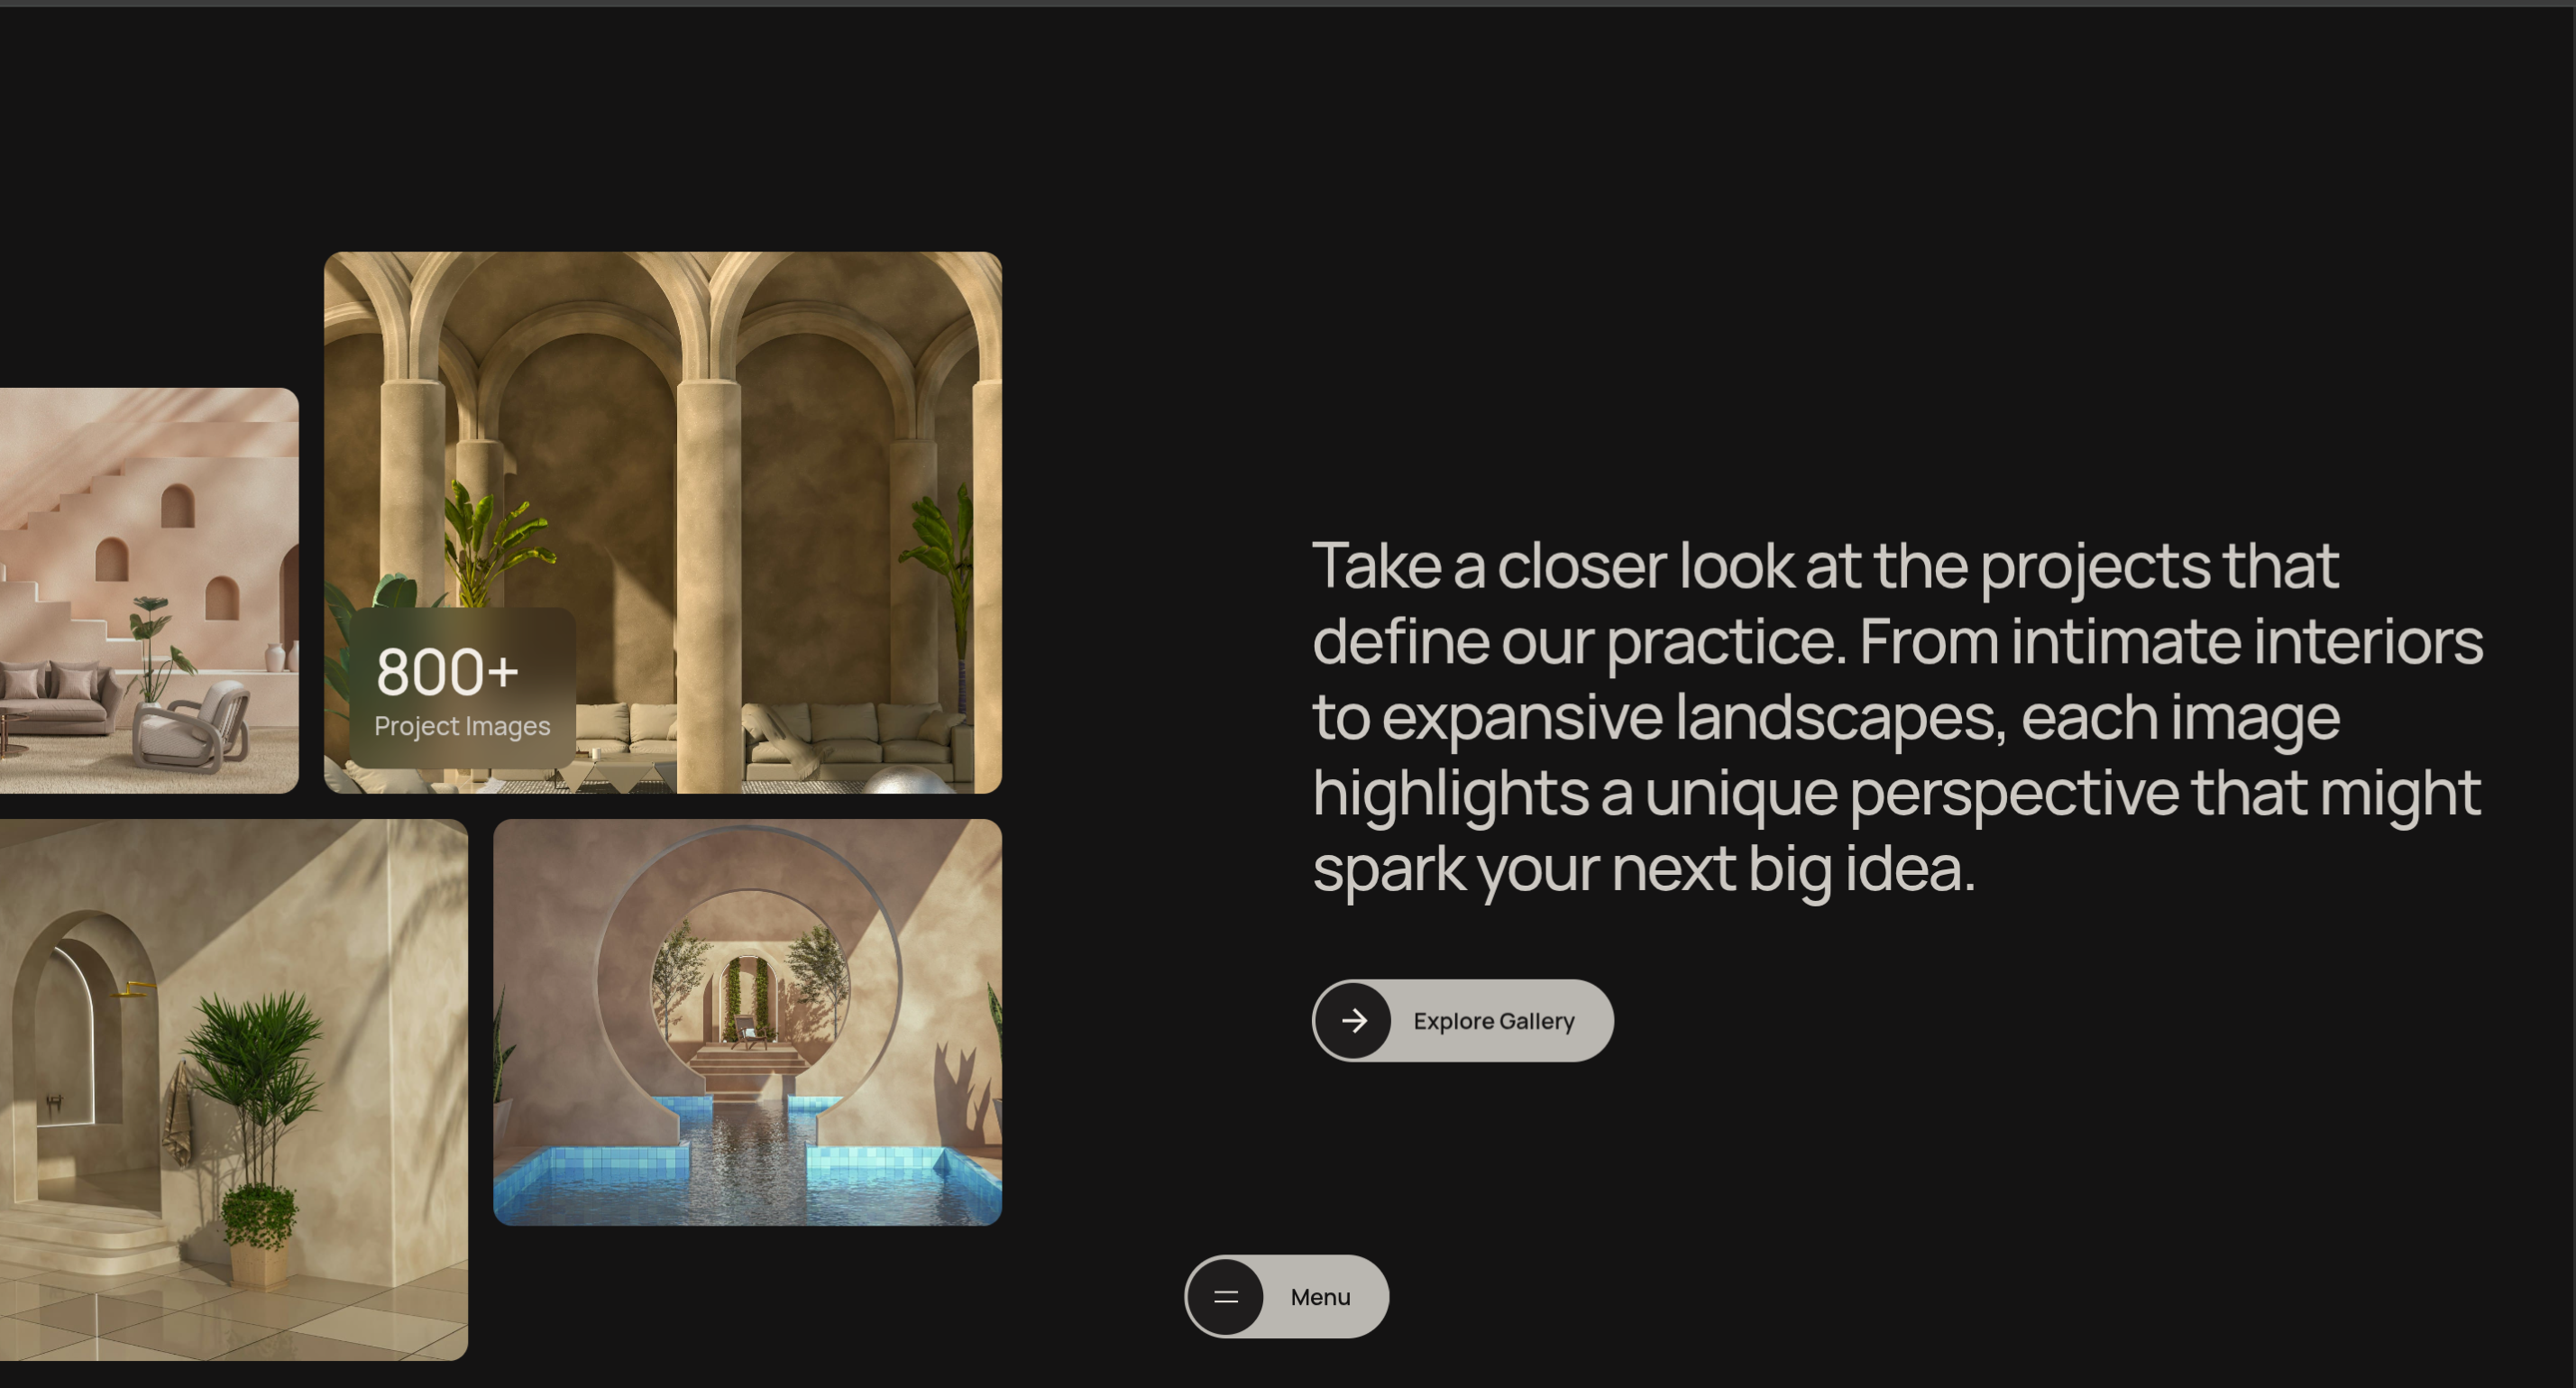 800+
Project Images
Take a closer look at the projects that
define our practice. From intimate interiors
to expansive landscapes, each image
highlights a unique perspective that might
spark your next big idea.
Explore Gallery
Menu